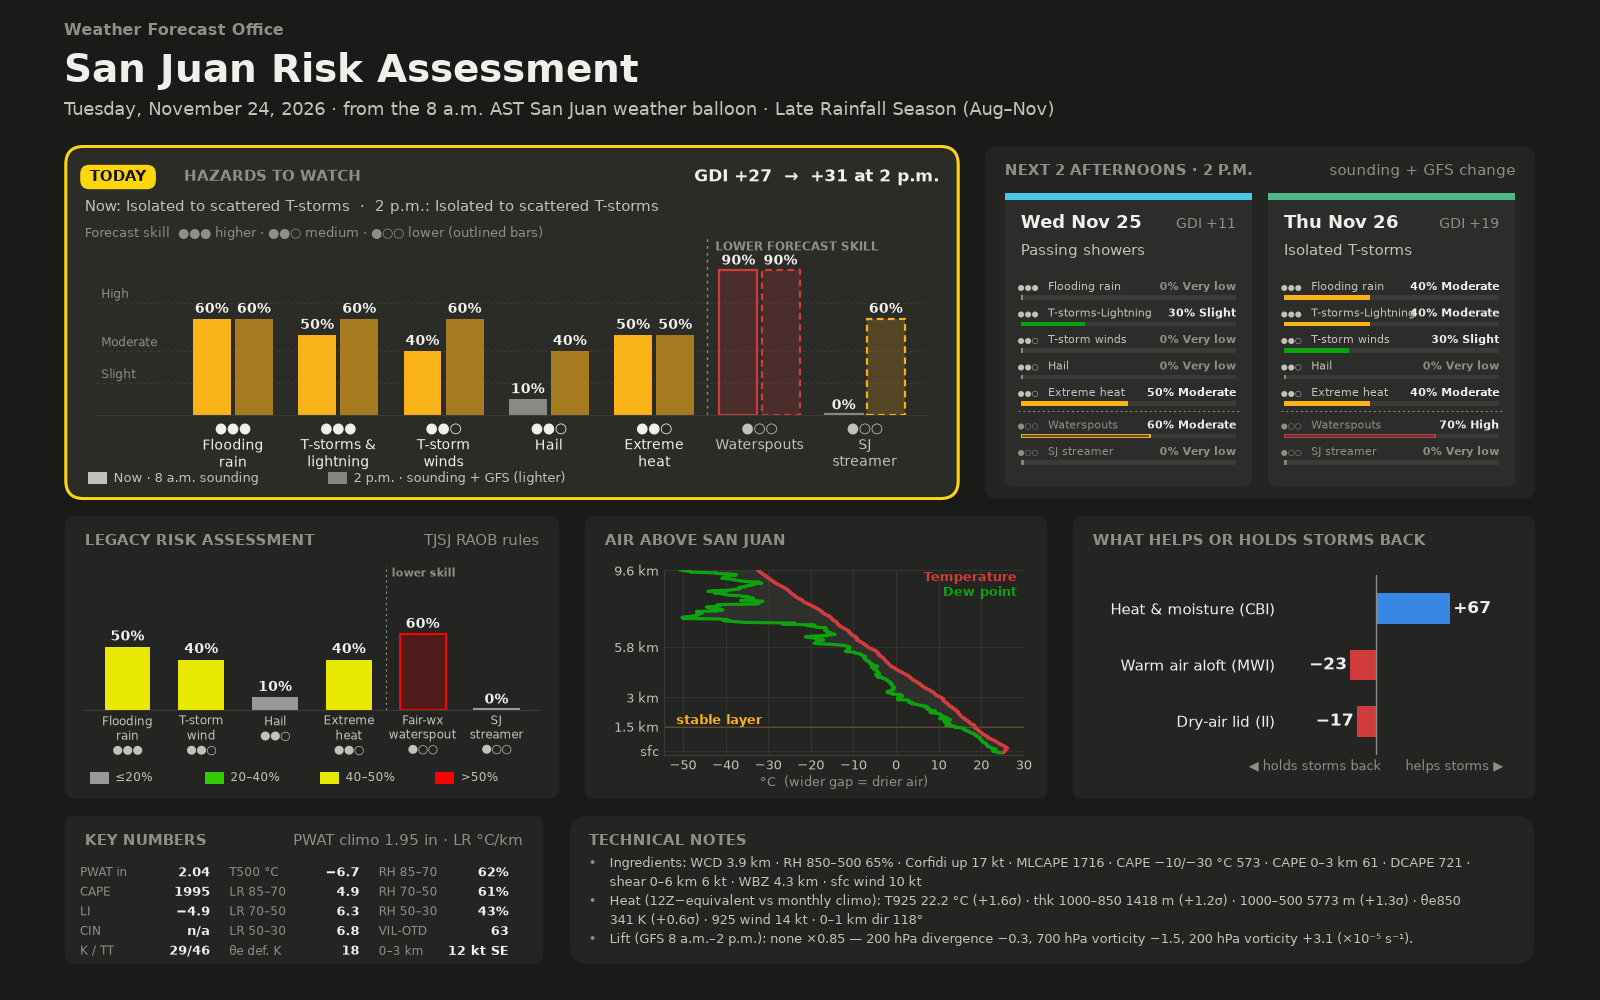 Weather Forecast Office
San Juan Risk Assessment
Tuesday, November 24, 2026 · from the 8 a.m. AST San Juan weather balloon · Late Rainfall Season (Aug–Nov)
TODAY HAZARDS TO WATCH GDI +27 → +31 at 2 p.m.
Now: Isolated to scattered T-storms · 2 p.m.: Isolated to scattered T-storms
Forecast skill ●●● higher · ●●○ medium · ●○○ lower (outlined bars)
LOWER FORECAST SKILL
High
Moderate
Slight
60% 60% 50% 60% 40% 60% 10% 40% 50% 50% 90% 90% 0% 60%
●●● ●●● ●●○ ●●○ ●●○ ●○○ ●○○
Flooding rain
T-storms & lightning
T-storm winds
Hail
Extreme heat
Waterspouts
SJ streamer
Now · 8 a.m. sounding 2 p.m. · sounding + GFS (lighter)
NEXT 2 AFTERNOONS · 2 P.M. sounding + GFS change
Wed Nov 25 GDI +11
Passing showers
●●● Flooding rain 0% Very low
●●● T-storms-Lightning 30% Slight
●●○ T-storm winds 0% Very low
●●○ Hail 0% Very low
●●○ Extreme heat 50% Moderate
●○○ Waterspouts 60% Moderate
●○○ SJ streamer 0% Very low
Thu Nov 26 GDI +19
Isolated T-storms
●●● Flooding rain 40% Moderate
●●● T-storms-Lightning 40% Moderate
●●○ T-storm winds 30% Slight
●●○ Hail 0% Very low
●●○ Extreme heat 40% Moderate
●○○ Waterspouts 70% High
●○○ SJ streamer 0% Very low
LEGACY RISK ASSESSMENT TJSJ RAOB rules
lower skill
50% 40% 10% 40% 60% 0%
Flooding rain ●●●
T-storm wind ●●○
Hail ●●○
Extreme heat ●●○
Fair-wx waterspout ●○○
SJ streamer ●○○
≤20% 20–40% 40–50% >50%
AIR ABOVE SAN JUAN
Temperature
Dew point
9.6 km
5.8 km
3 km
1.5 km
sfc
stable layer
−50 −40 −30 −20 −10 0 10 20 30
°C (wider gap = drier air)
WHAT HELPS OR HOLDS STORMS BACK
Heat & moisture (CBI) +67
Warm air aloft (MWI) −23
Dry-air lid (II) −17
◀ holds storms back helps storms ▶
KEY NUMBERS PWAT climo 1.95 in · LR °C/km
PWAT in 2.04 T500 °C −6.7 RH 85–70 62%
CAPE 1995 LR 85–70 4.9 RH 70–50 61%
LI −4.9 LR 70–50 6.3 RH 50–30 43%
CIN n/a LR 50–30 6.8 VIL-OTD 63
K / TT 29/46 θe def. K 18 0–3 km 12 kt SE
TECHNICAL NOTES
• Ingredients: WCD 3.9 km · RH 850–500 65% · Corfidi up 17 kt · MLCAPE 1716 · CAPE −10/−30 °C 573 · CAPE 0–3 km 61 · DCAPE 721 ·
shear 0–6 km 6 kt · WBZ 4.3 km · sfc wind 10 kt
• Heat (12Z−equivalent vs monthly climo): T925 22.2 °C (+1.6σ) · thk 1000–850 1418 m (+1.2σ) · 1000–500 5773 m (+1.3σ) · θe850
341 K (+0.6σ) · 925 wind 14 kt · 0–1 km dir 118°
• Lift (GFS 8 a.m.–2 p.m.): none ×0.85 — 200 hPa divergence −0.3, 700 hPa vorticity −1.5, 200 hPa vorticity +3.1 (×10⁻⁵ s⁻¹).